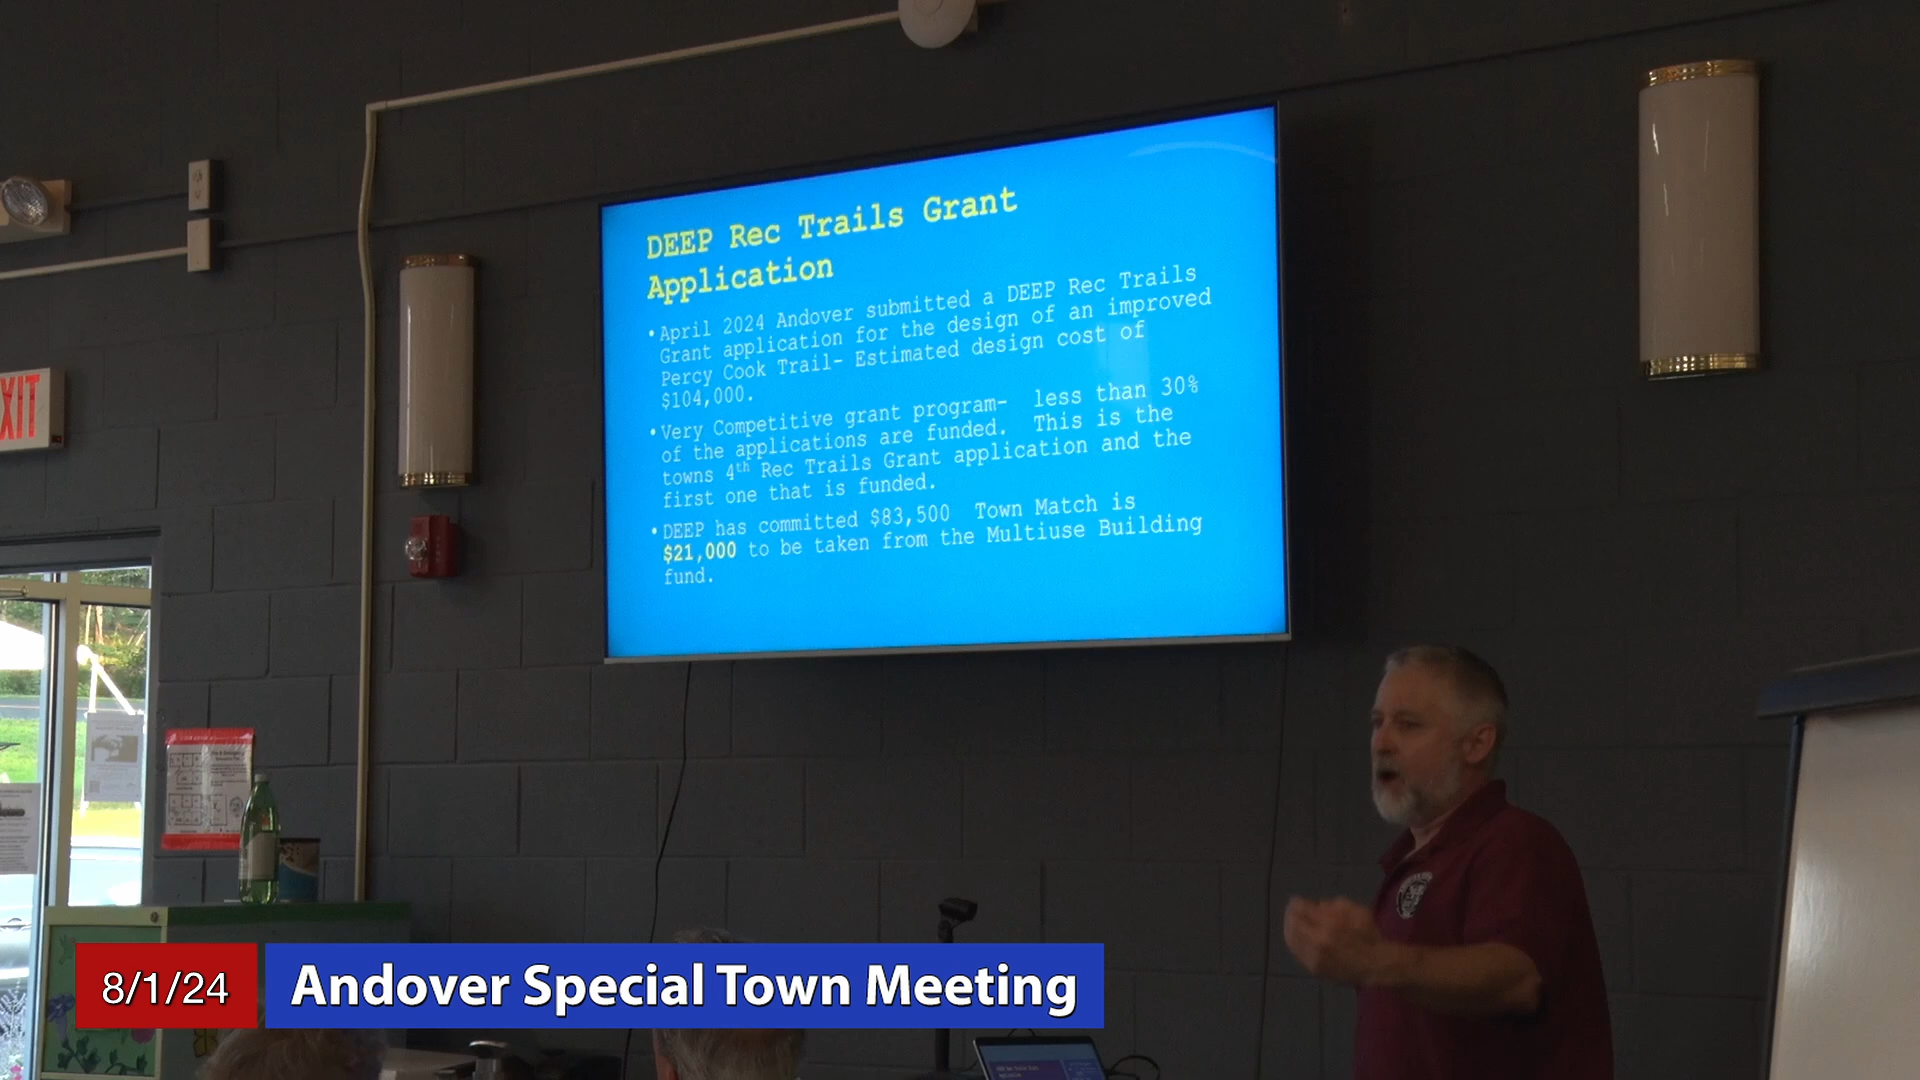 DEEP Rec Trails Grant
Application
•April 2024 Andover submitted a DEEP Rec Trails
Grant application for the design of an improved
Percy Cook Trail- Estimated design cost of
$104,000.
•Very Competitive grant program- less than 30%
of the applications are funded. This is the
towns 4th Rec Trails Grant application and the
first one that is funded.
•DEEP has committed $83,500 Town Match is
$21,000 to be taken from the Multiuse Building
fund.
XIT
8/1/24
Andover Special Town Meeting